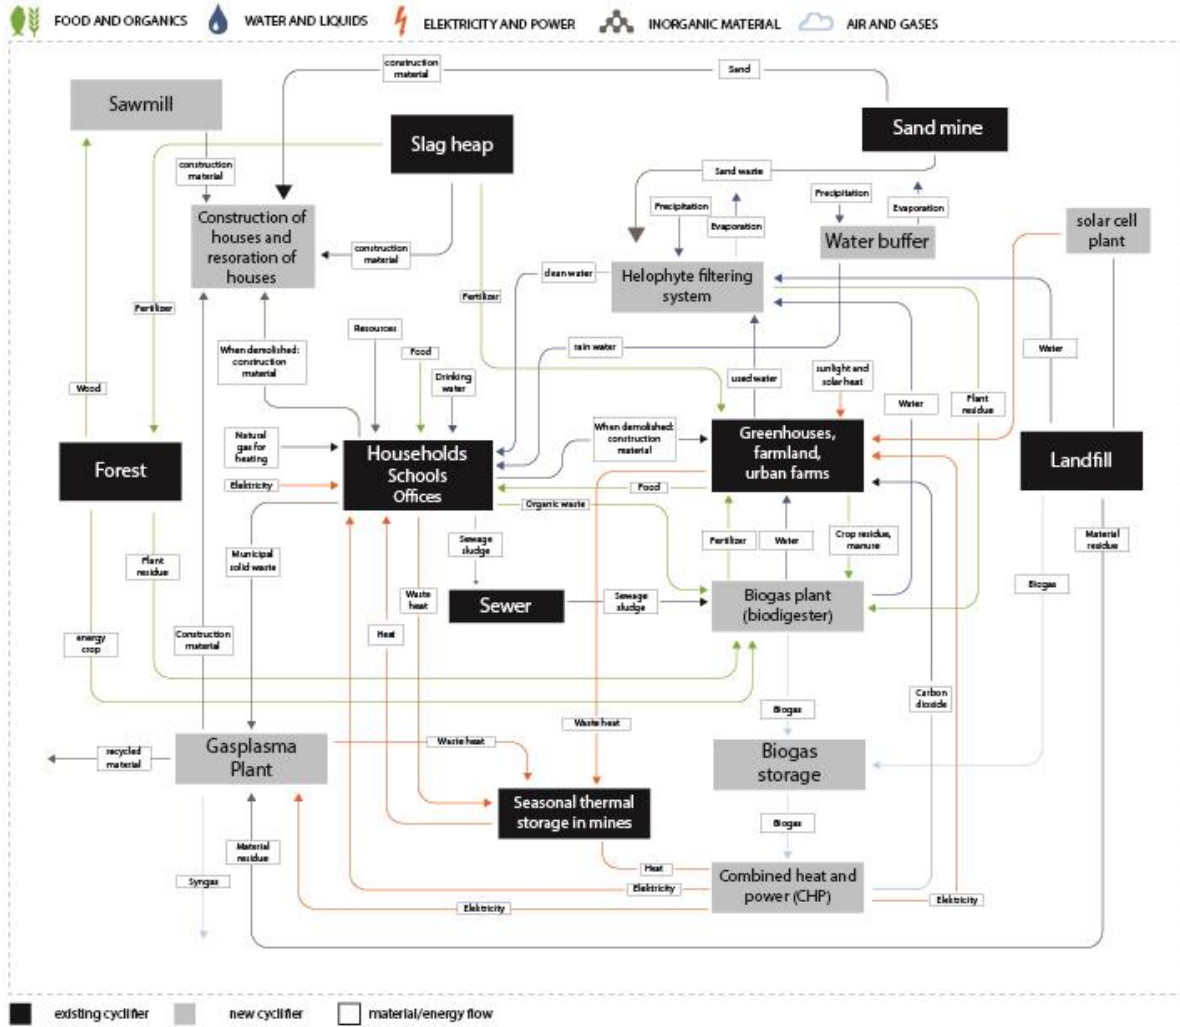 FOOD AND ORGANICS
WATER AND LIQUIDS
ELEKTRICITY AND POWER
INORGANIC MATERIAL
AIR AND GASES
construction
material
Sand
Sawmill
Slag heap
Sand mine
construction
material
Sand waste
Precipitation
Evaporation
Precipitation
Evaporation
Construction of
houses and
resoration of
houses
construction
material
Water buffer
solar cell
plant
clean water
Helophyte filtering
system
Fertilizer
Fertilizer
Resources
When demolished:
construction
material
Food
rain water
Water
Drinking
water
used water
sunlight and
solar heat
Wood
Water
Plant
residue
Natural
gas for
heating
Households
Schools
Offices
When demolished:
construction
material
Greenhouses,
farmland,
urban farms
Forest
Landfill
Elektricity
Food
Organic waste
Plant
residue
Municipal
solid waste
Sewage
sludge
Fertilizer
Water
Crop residue,
manure
Material
residue
Biogas
Waste
heat
Sewer
Sewage
sludge
Biogas plant
(biodigester)
energy
crop
Construction
material
Heat
Carbon
dioxide
Biogas
Waste heat
recycled
material
Gasplasma
Plant
Waste heat
Biogas
storage
Seasonal thermal
storage in mines
Biogas
Material
residue
Syngas
Heat
Elektricity
Elektricity
Combined heat and
power (CHP)
Elektricity
existing cyclifier
new cyclifier
material/energy flow